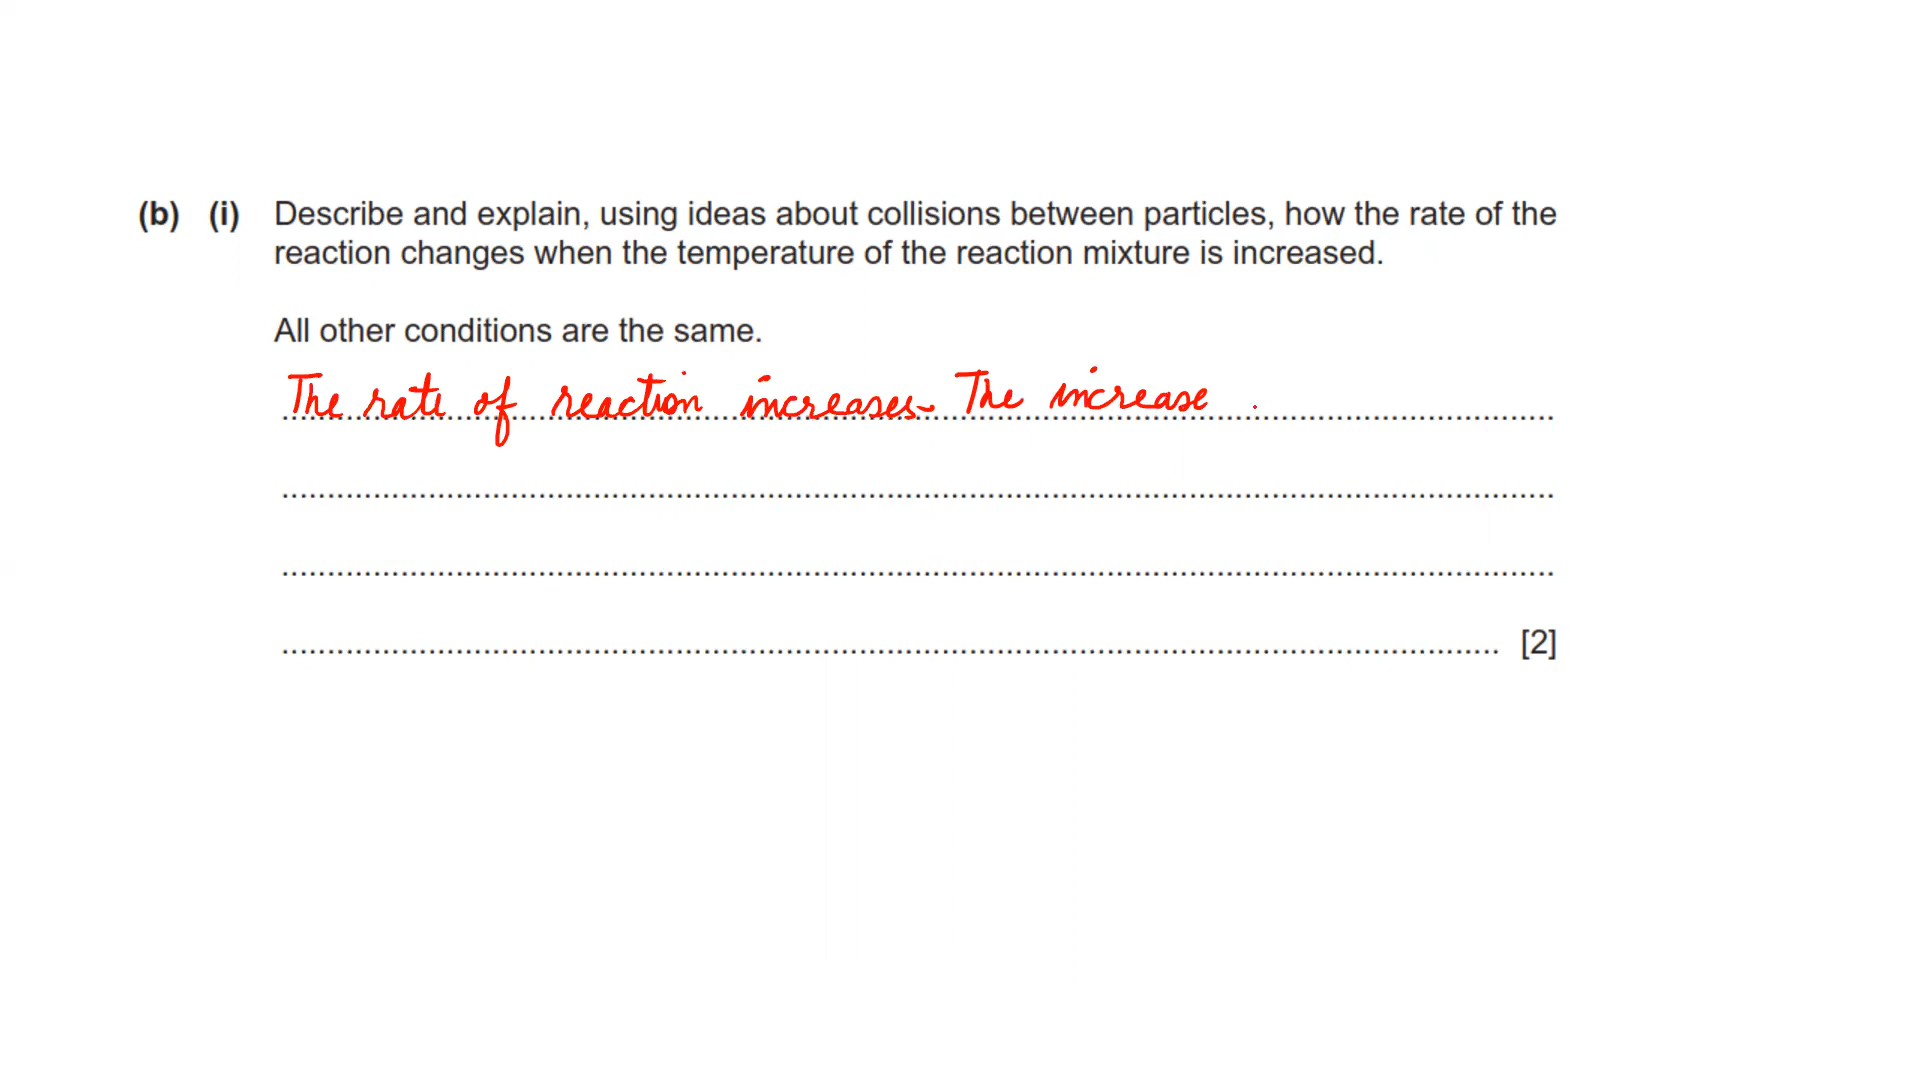 (b) (i) Describe and explain, using ideas about collisions between particles, how the rate of the
reaction changes when the temperature of the reaction mixture is increased.
All other conditions are the same.
The rate of reaction increases. The increase
[2]